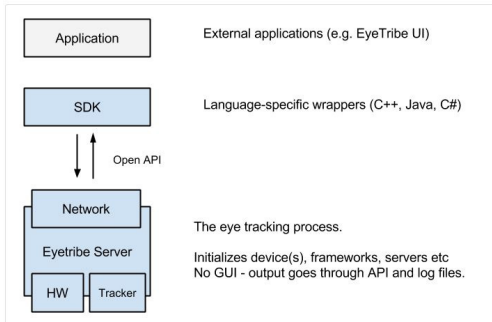 Application
External applications (e.g. EyeTribe UI)
SDK
Language-specific wrappers (C++, Java, C#)
Open API
Network
Eyetribe Server
HW
Tracker
The eye tracking process.
Initializes device(s), frameworks, servers etc
No GUI - output goes through API and log files.